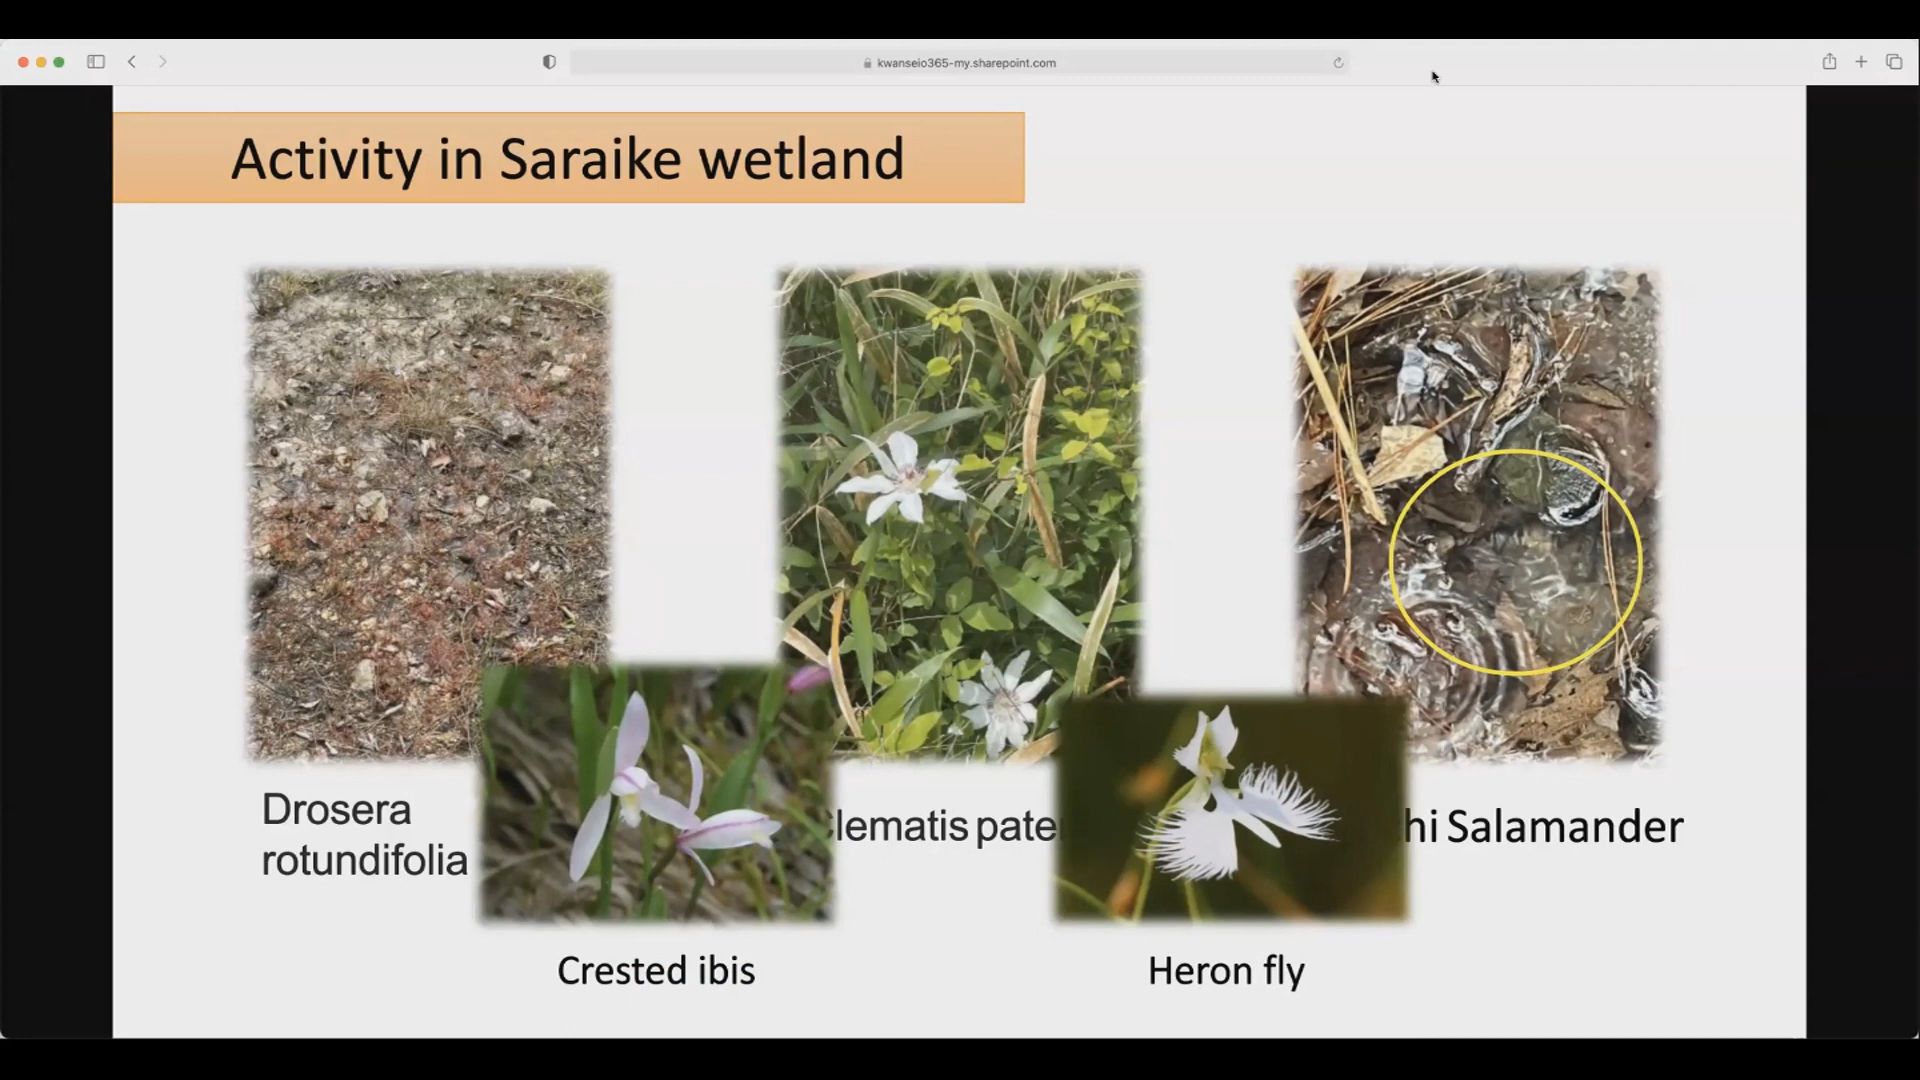 kwanseio365-my.sharepoint.com
Activity in Saraike wetland
Drosera
rotundifolia
lematis pate
hi Salamander
Crested ibis
Heron fly